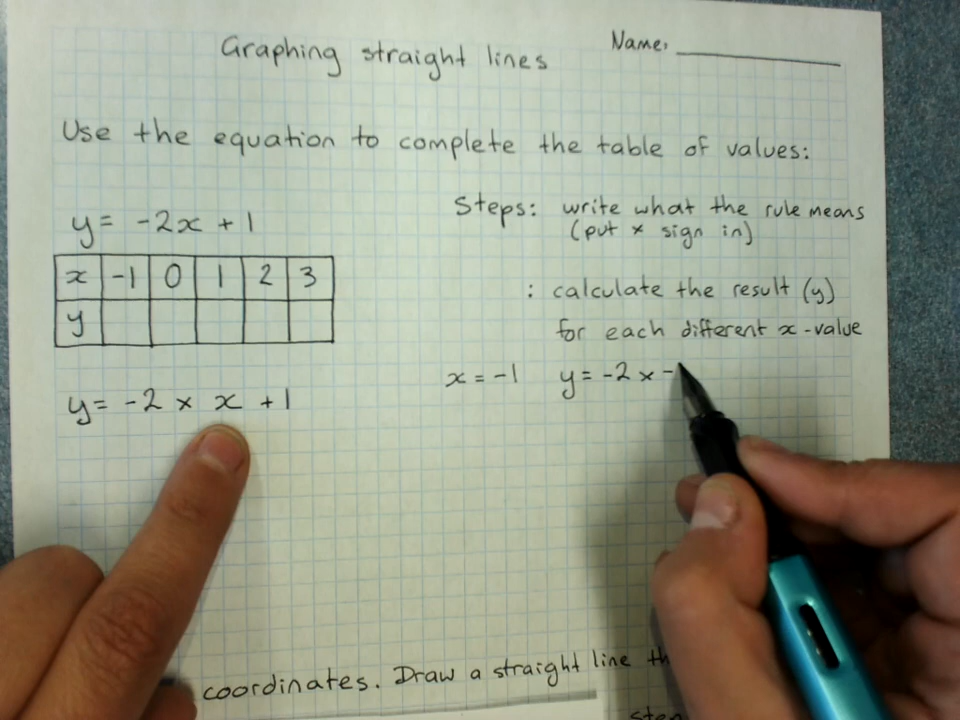 Graphing straight lines
Name:
Use the equation to complete the table of values:
y = -2x + 1
x -1 0 1 2 3
y
y = -2 × x + 1
Steps: write what the rule means
(put × sign in)
: calculate the result (y)
for each different x-value
x = -1 y = -2 × -
coordinates. Draw a straight line